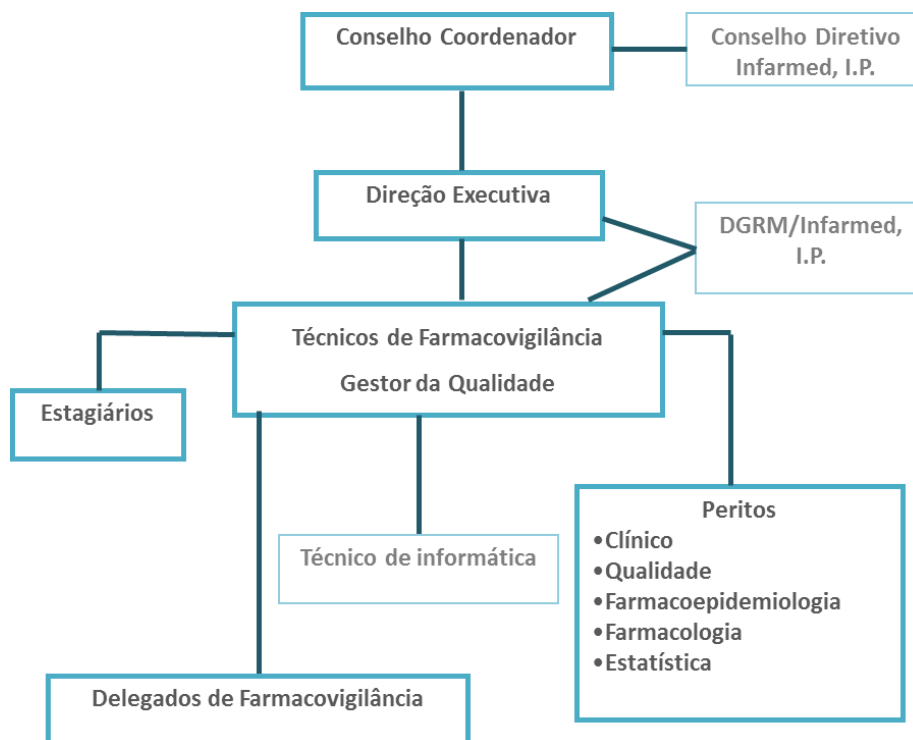 Conselho Coordenador
Conselho Diretivo
Infarmed, I.P.
Direção Executiva
DGRM/Infarmed,
I.P.
Técnicos de Farmacovigilância
Gestor da Qualidade
Estagiários
Peritos
•Clínico
•Qualidade
•Farmacoepidemiologia
•Farmacologia
•Estatística
Técnico de informática
Delegados de Farmacovigilância